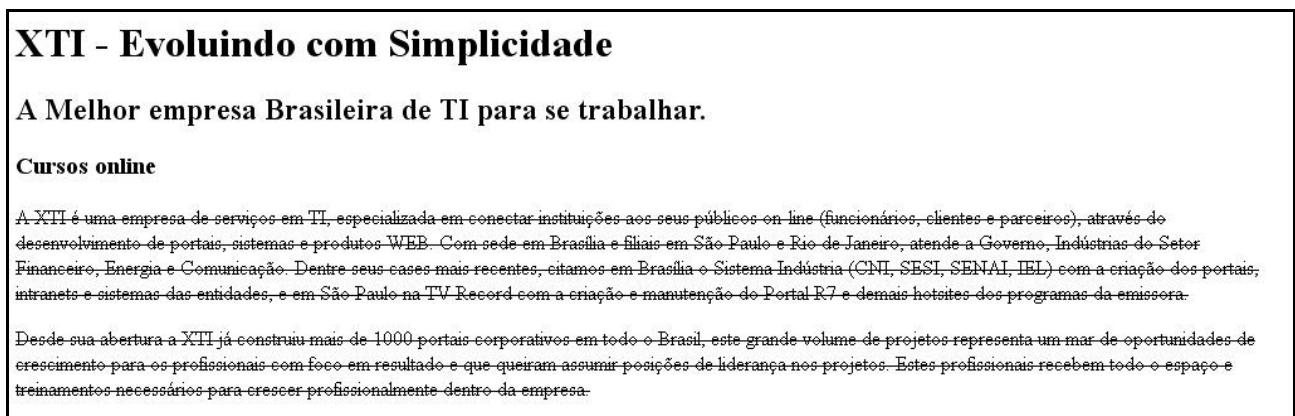 XTI - Evoluindo com Simplicidade
A Melhor empresa Brasileira de TI para se trabalhar.
Cursos online
A XTI é uma empresa de serviços em TI, especializada em conectar instituições aos seus públicos on-line (funcionários, clientes e parceiros), através do
desenvolvimento de portais, sistemas e produtos WEB. Com sede em Brasília e filiais em São Paulo e Rio de Janeiro, atende a Governo, Indústrias do Setor
Financeiro, Energia e Comunicação. Dentre seus cases mais recentes, citamos em Brasília o Sistema Indústria (CNI, SESI, SENAI, IEL) com a criação dos portais,
intranets e sistemas das entidades, e em São Paulo na TV Record com a criação e manutenção do Portal R7 e demais hotsites dos programas da emissora.
Desde sua abertura a XTI já construiu mais de 1000 portais corporativos em todo o Brasil, este grande volume de projetos representa um mar de oportunidades de
crescimento para os profissionais com foco em resultado e que queiram assumir posições de liderança nos projetos. Estes profissionais recebem todo o espaço e
treinamentos necessários para crescer profissionalmente dentro da empresa.